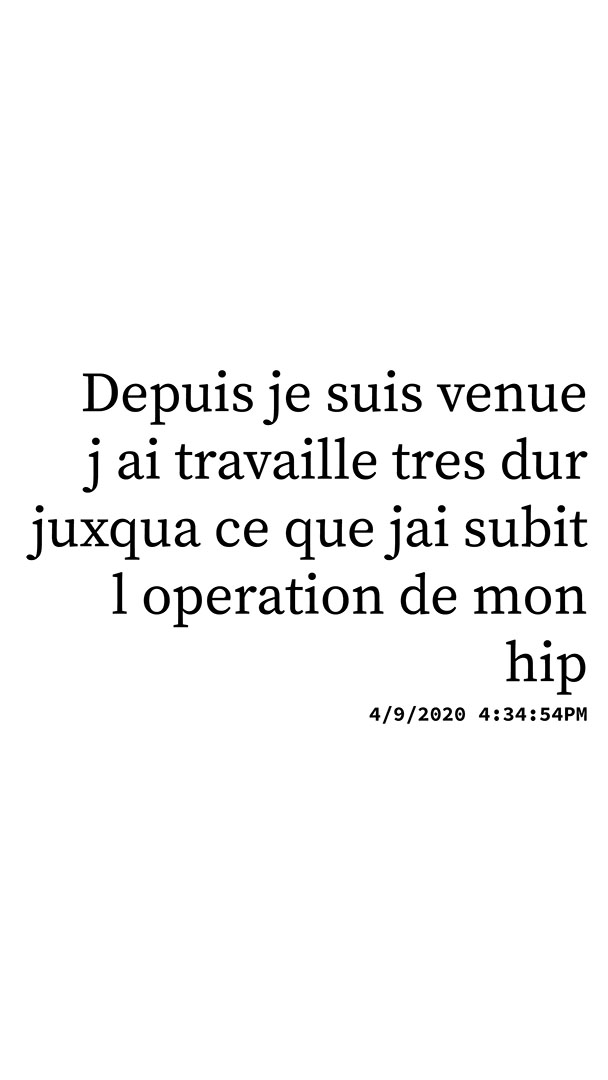 Depuis je suis venue
j ai travaille tres dur
juxqua ce que jai subit
l operation de mon
hip
4/9/2020 4:34:54PM